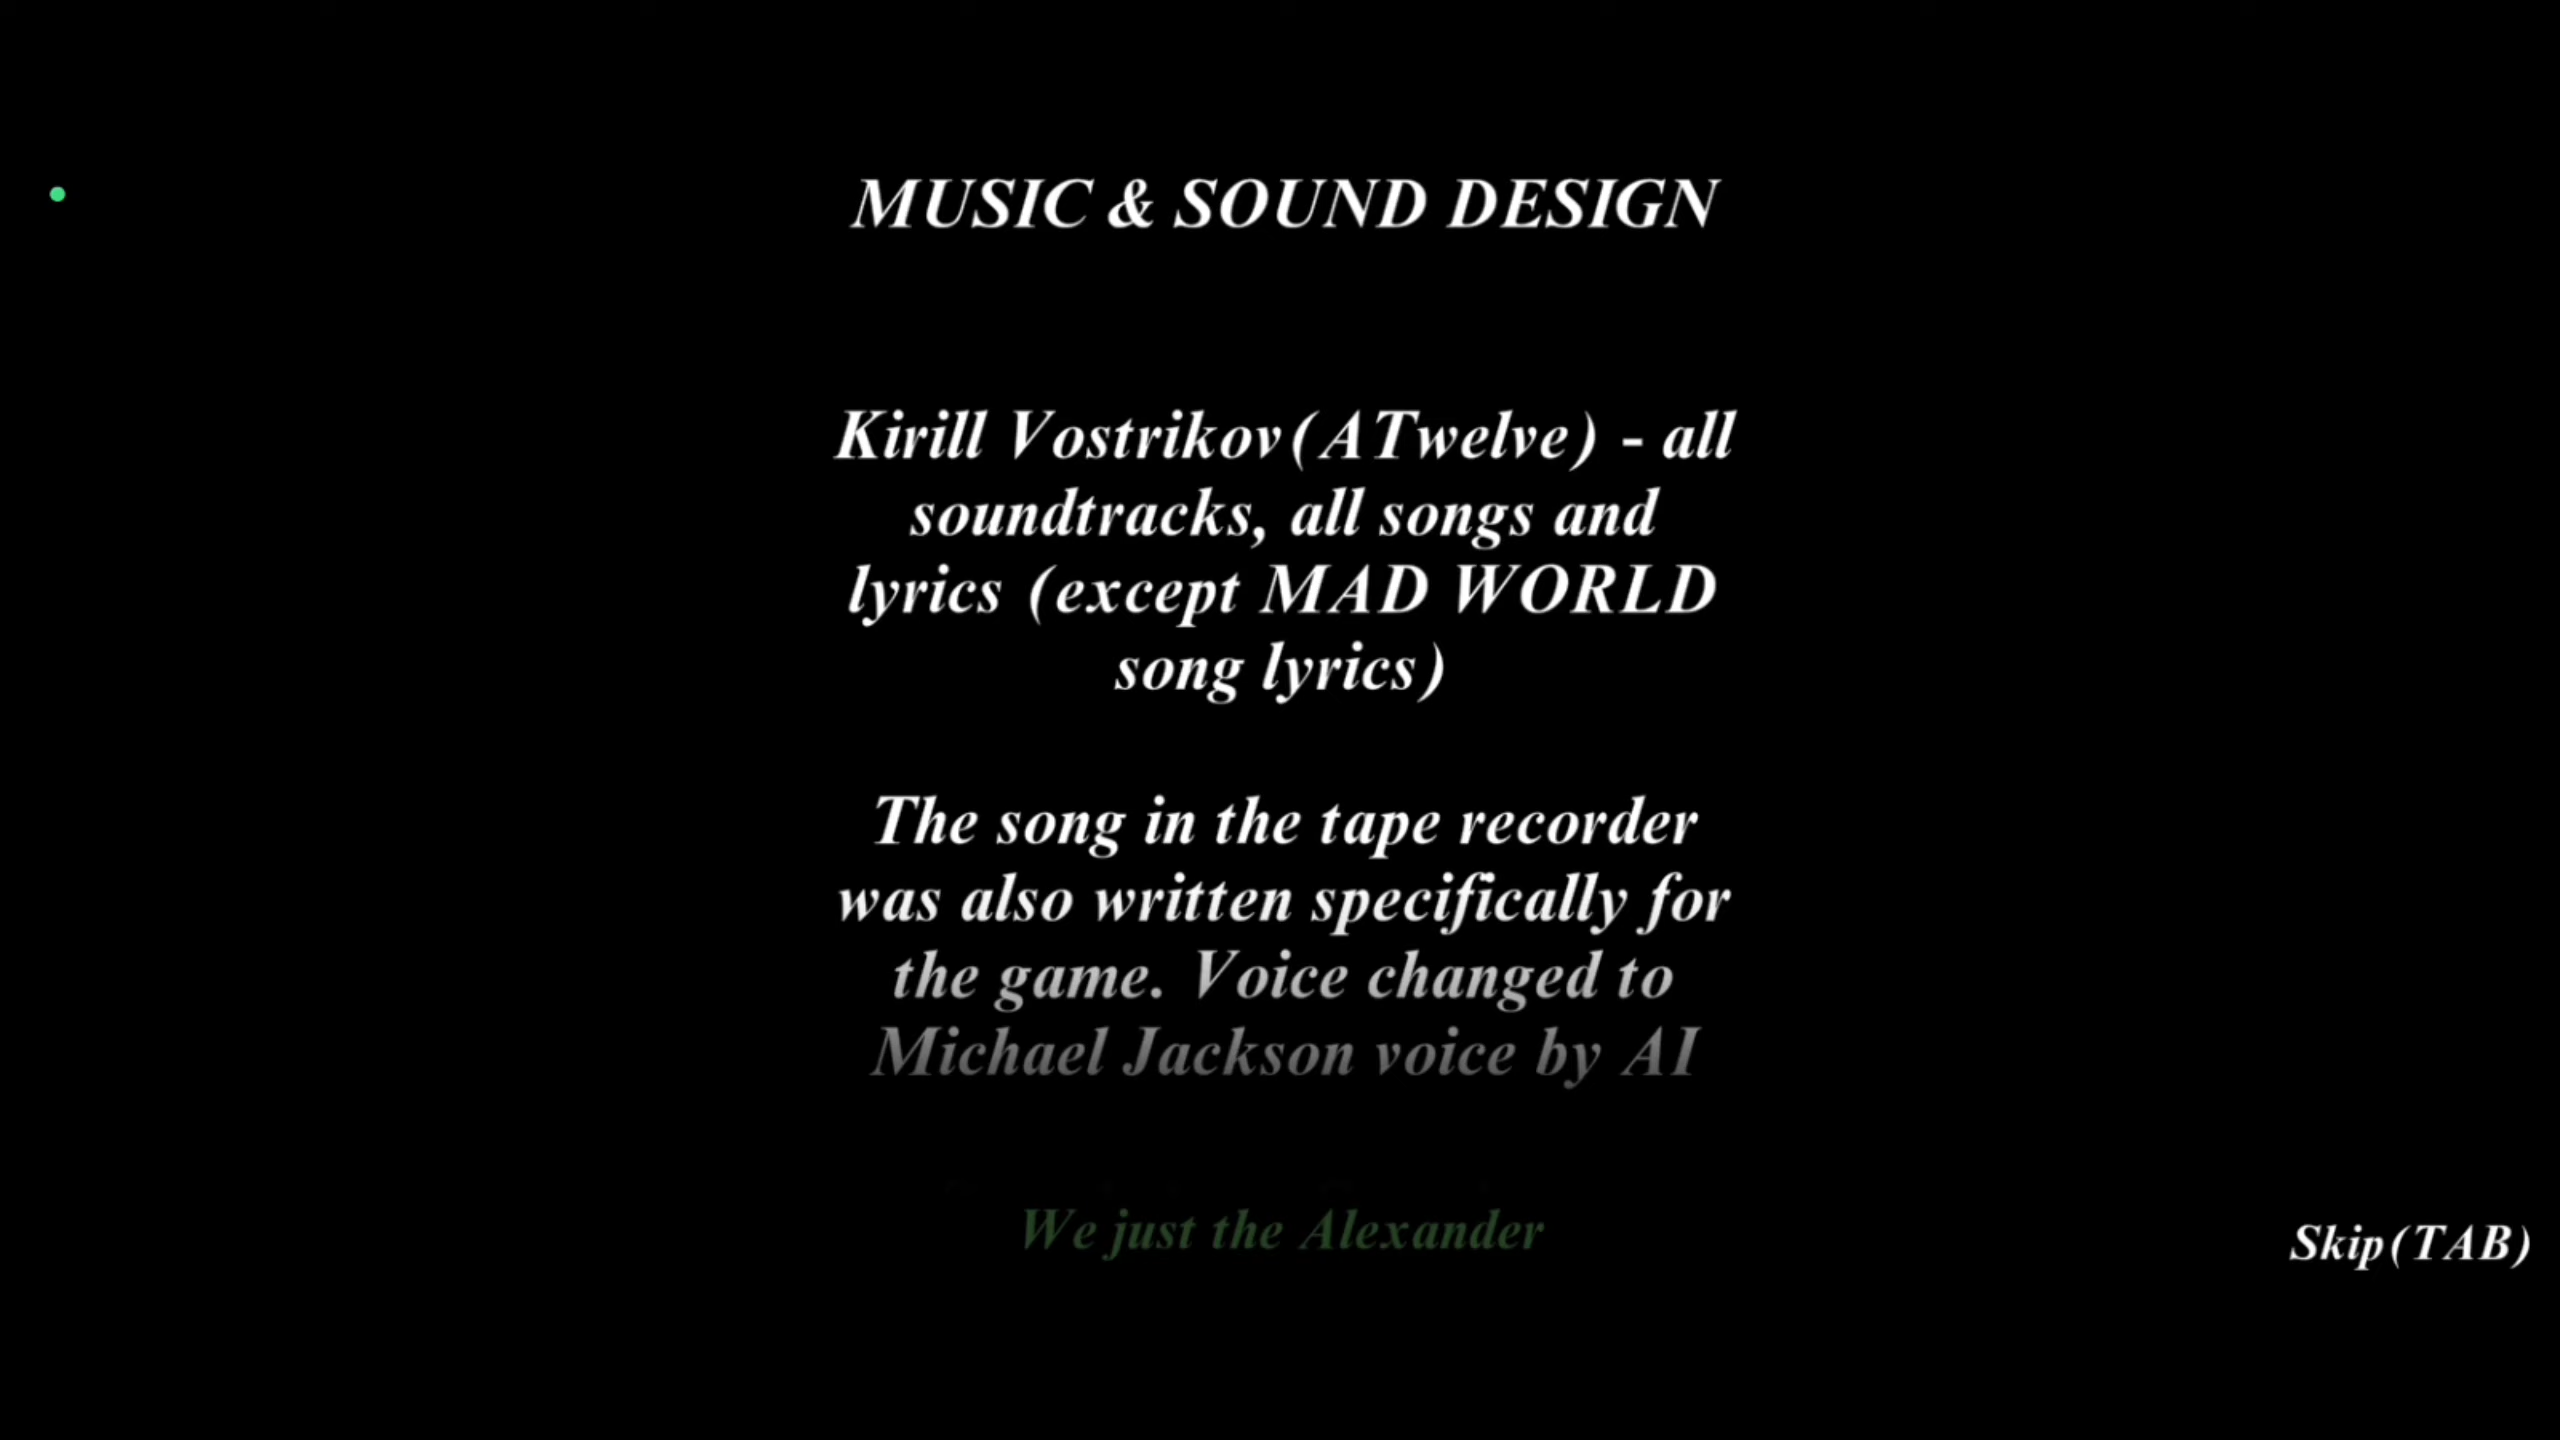 MUSIC & SOUND DESIGN
Kirill Vostrikov(ATwelve) - all
soundtracks, all songs and
lyrics (except MAD WORLD
song lyrics)
The song in the tape recorder
was also written specifically for
the game. Voice changed to
Michael Jackson voice by AI
We just the Alexander
Skip(TAB)